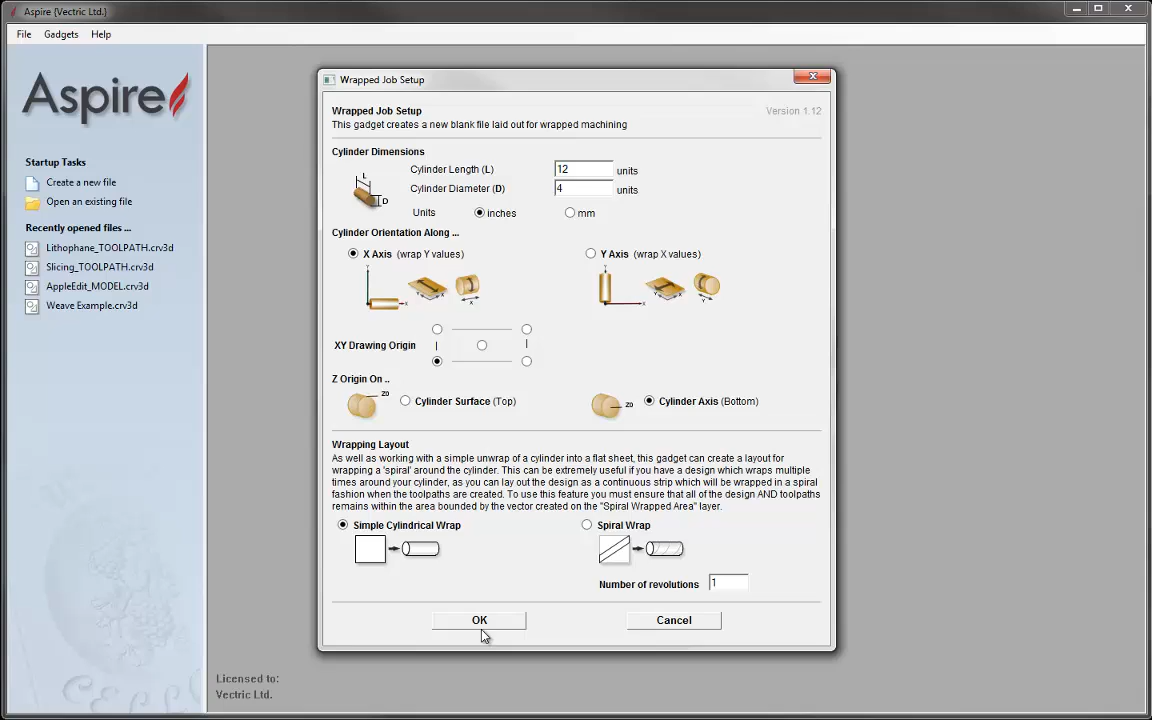 Aspire {Vectric Ltd.}
File Gadgets Help
Aspire
Startup Tasks
Create a new file
Open an existing file
Recently opened files ...
Lithophane_TOOLPATH.crv3d
Slicing_TOOLPATH.crv3d
AppleEdit_MODEL.crv3d
Weave Example.crv3d
Wrapped Job Setup
Wrapped Job Setup Version 1.12
This gadget creates a new blank file laid out for wrapped machining
Cylinder Dimensions
Cylinder Length (L) 12 units
Cylinder Diameter (D) 4 units
L
D
Units inches mm
Cylinder Orientation Along ...
X Axis (wrap Y values) Y Axis (wrap X values)
XY Drawing Origin
Z Origin On ..
Z0 Cylinder Surface (Top) Z0 Cylinder Axis (Bottom)
Wrapping Layout
As well as working with a simple unwrap of a cylinder into a flat sheet, this gadget can create a layout for
wrapping a 'spiral' around the cylinder. This can be extremely useful if you have a design which wraps multiple
times around your cylinder, as you can lay out the design as a continuous strip which will be wrapped in a spiral
fashion when the toolpaths are created. To use this feature you must ensure that all of the design AND toolpaths
remains within the area bounded by the vector created on the "Spiral Wrapped Area" layer.
Simple Cylindrical Wrap Spiral Wrap
Number of revolutions 1
OK Cancel
Licensed to:
Vectric Ltd.